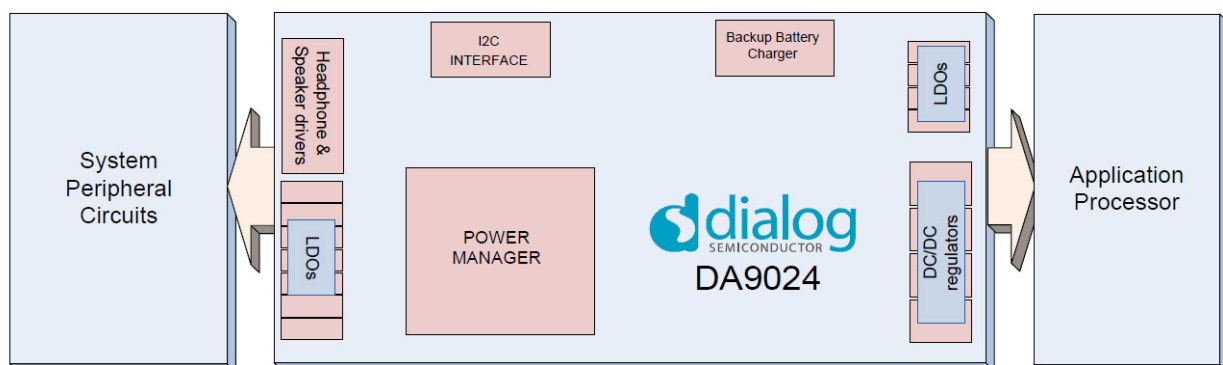 System
Peripheral
Circuits
Headphone &
Speaker drivers
LDOs
I2C
INTERFACE
POWER
MANAGER
Backup Battery
Charger
dialog
SEMICONDUCTOR
DA9024
LDOs
DC/DC
regulators
Application
Processor